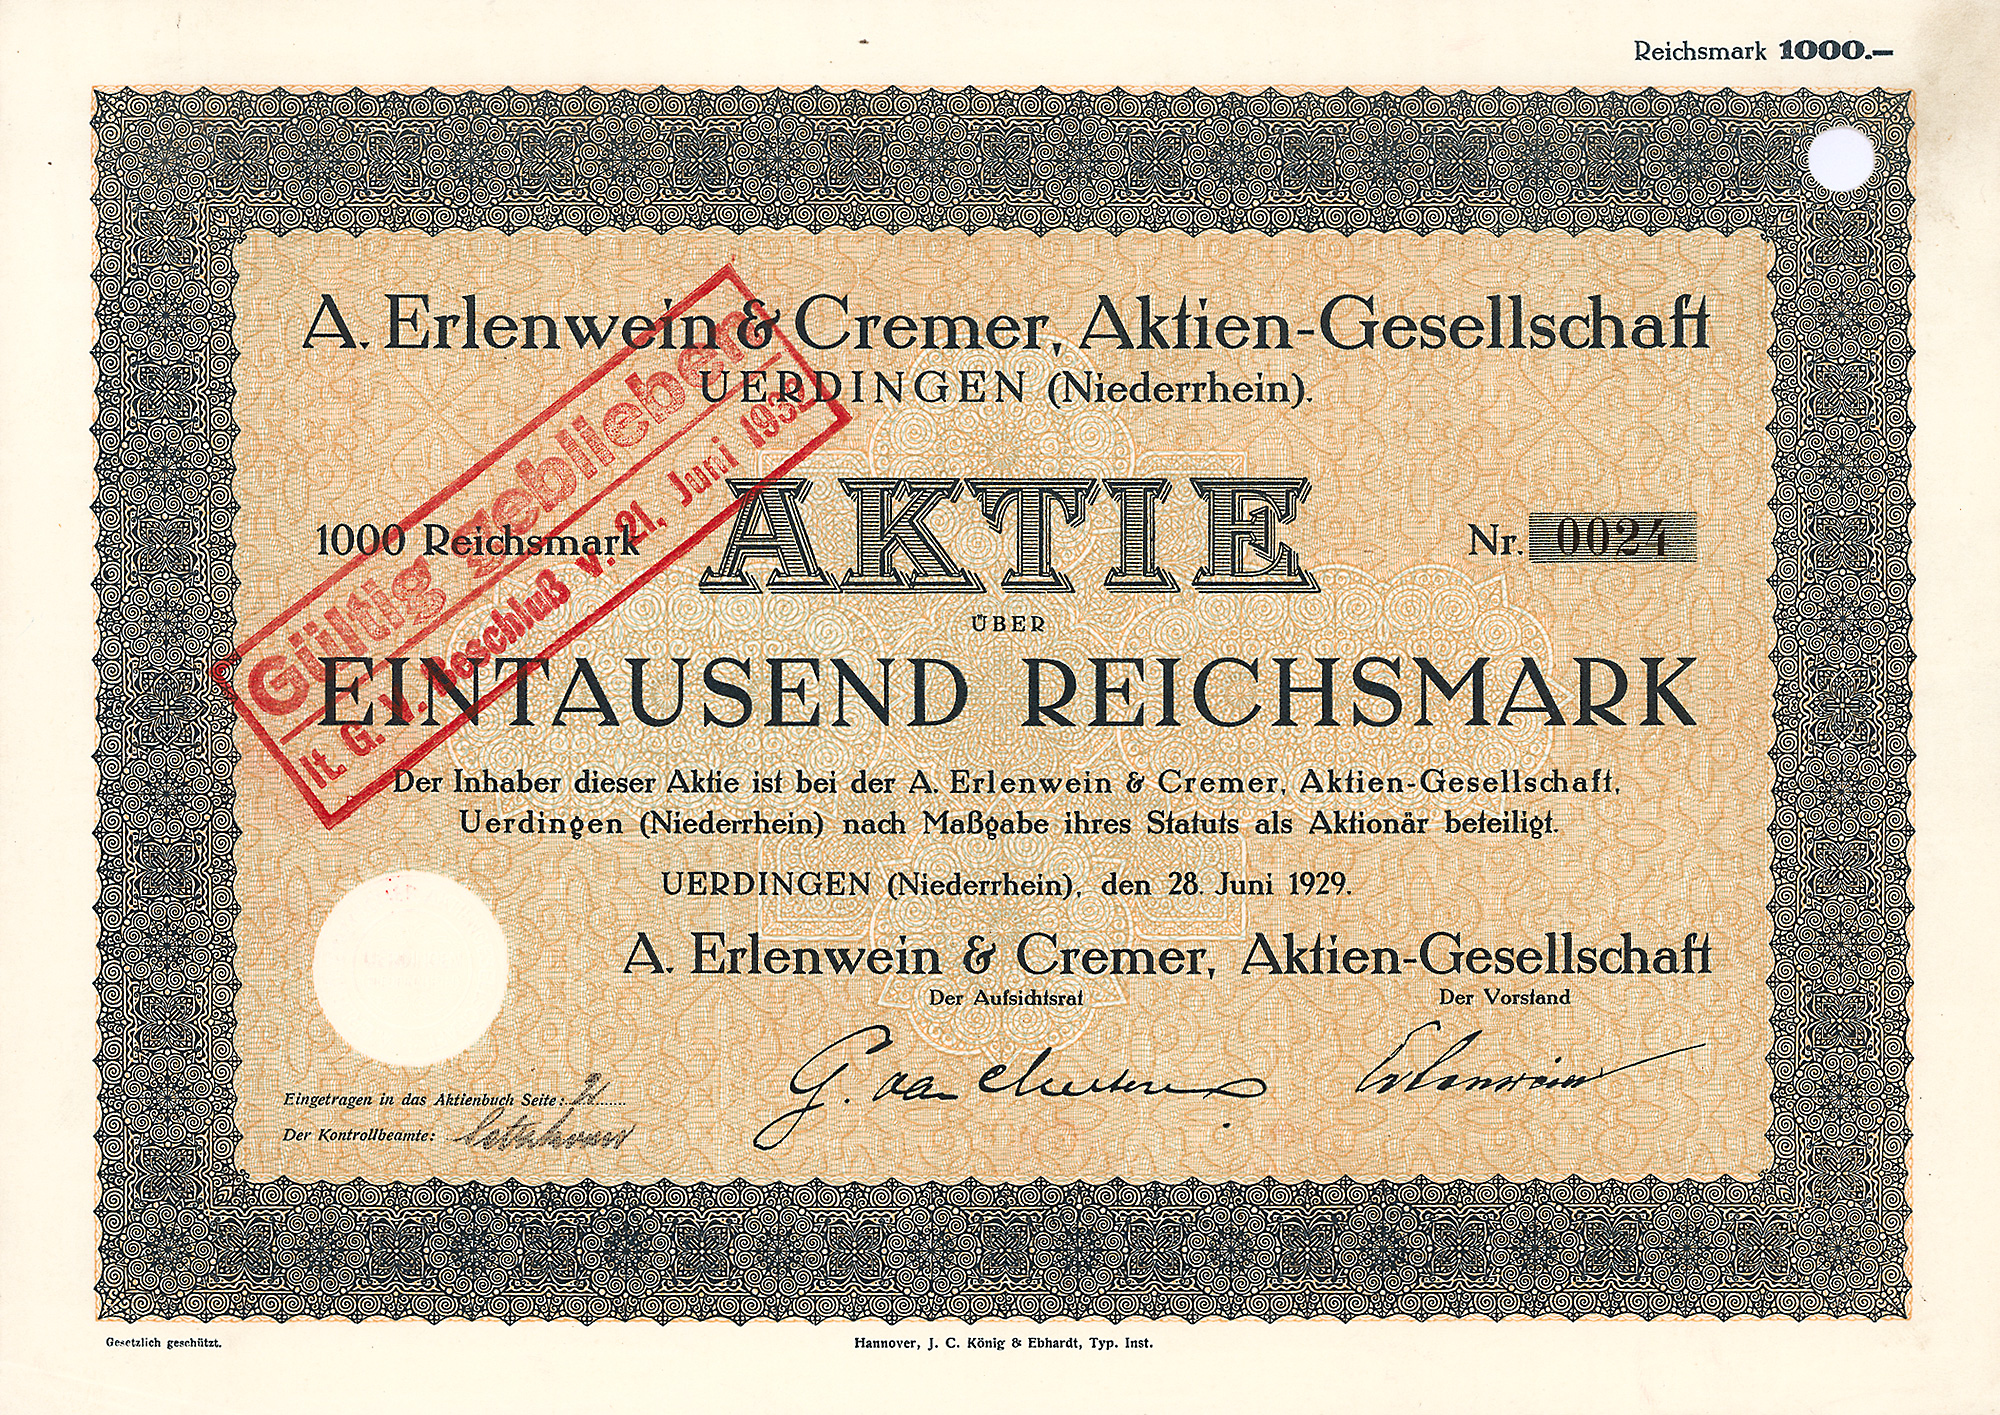 Reichsmark 1000.—
A. Erlenwein & Cremer, Aktien-Gesellschaft
UERDINGEN (Niederrhein).
Gültig geblieben
lt. G. V. Beschluß v. 21. Juni 193
1000 Reichsmark
AKTIE
Nr. 0024
ÜBER
EINTAUSEND REICHSMARK
Der Inhaber dieser Aktie ist bei der A. Erlenwein & Cremer, Aktien-Gesellschaft,
Uerdingen (Niederrhein) nach Maßgabe ihres Statuts als Aktionär beteiligt.
UERDINGEN (Niederrhein), den 28. Juni 1929.
A. Erlenwein & Cremer, Aktien-Gesellschaft
Der Aufsichtsrat
Der Vorstand
G. van
Erlenwein
Eingetragen in das Aktienbuch Seite:
Der Kontrollbeamte:
Gesetzlich geschützt.
Hannover, J. C. König & Ebhardt, Typ. Inst.